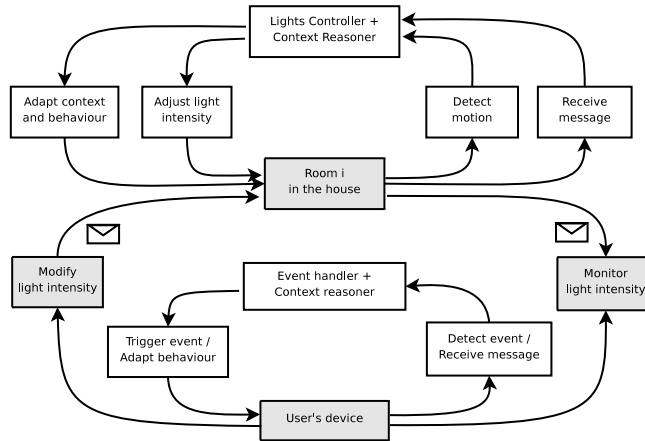 Lights Controller +
Context Reasoner
Adapt context
and behaviour
Adjust light
intensity
Detect
motion
Receive
message
Room i
in the house
Modify
light intensity
Event handler +
Context reasoner
Monitor
light intensity
Trigger event /
Adapt behaviour
Detect event /
Receive message
User's device